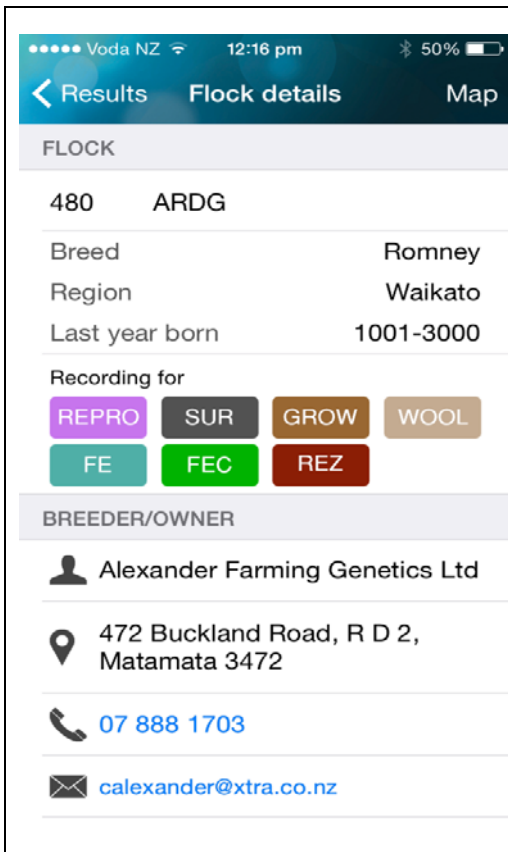 Voda NZ 12:16 pm 50%
Results Flock details Map
FLOCK
480 ARDG
Breed Romney
Region Waikato
Last year born 1001-3000
Recording for
REPRO SUR GROW WOOL
FE FEC REZ
BREEDER/OWNER
Alexander Farming Genetics Ltd
472 Buckland Road, R D 2,
Matamata 3472
07 888 1703
calexander@xtra.co.nz